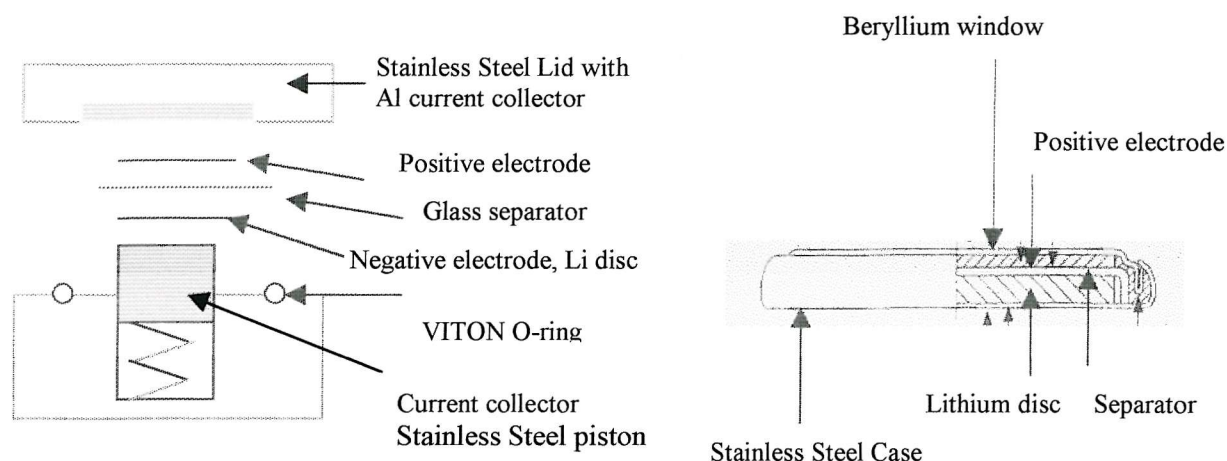 Stainless Steel Lid with
Al current collector
Positive electrode
Glass separator
Negative electrode, Li disc
VITON O-ring
Current collector
Stainless Steel piston
Beryllium window
Positive electrode
Lithium disc
Separator
Stainless Steel Case